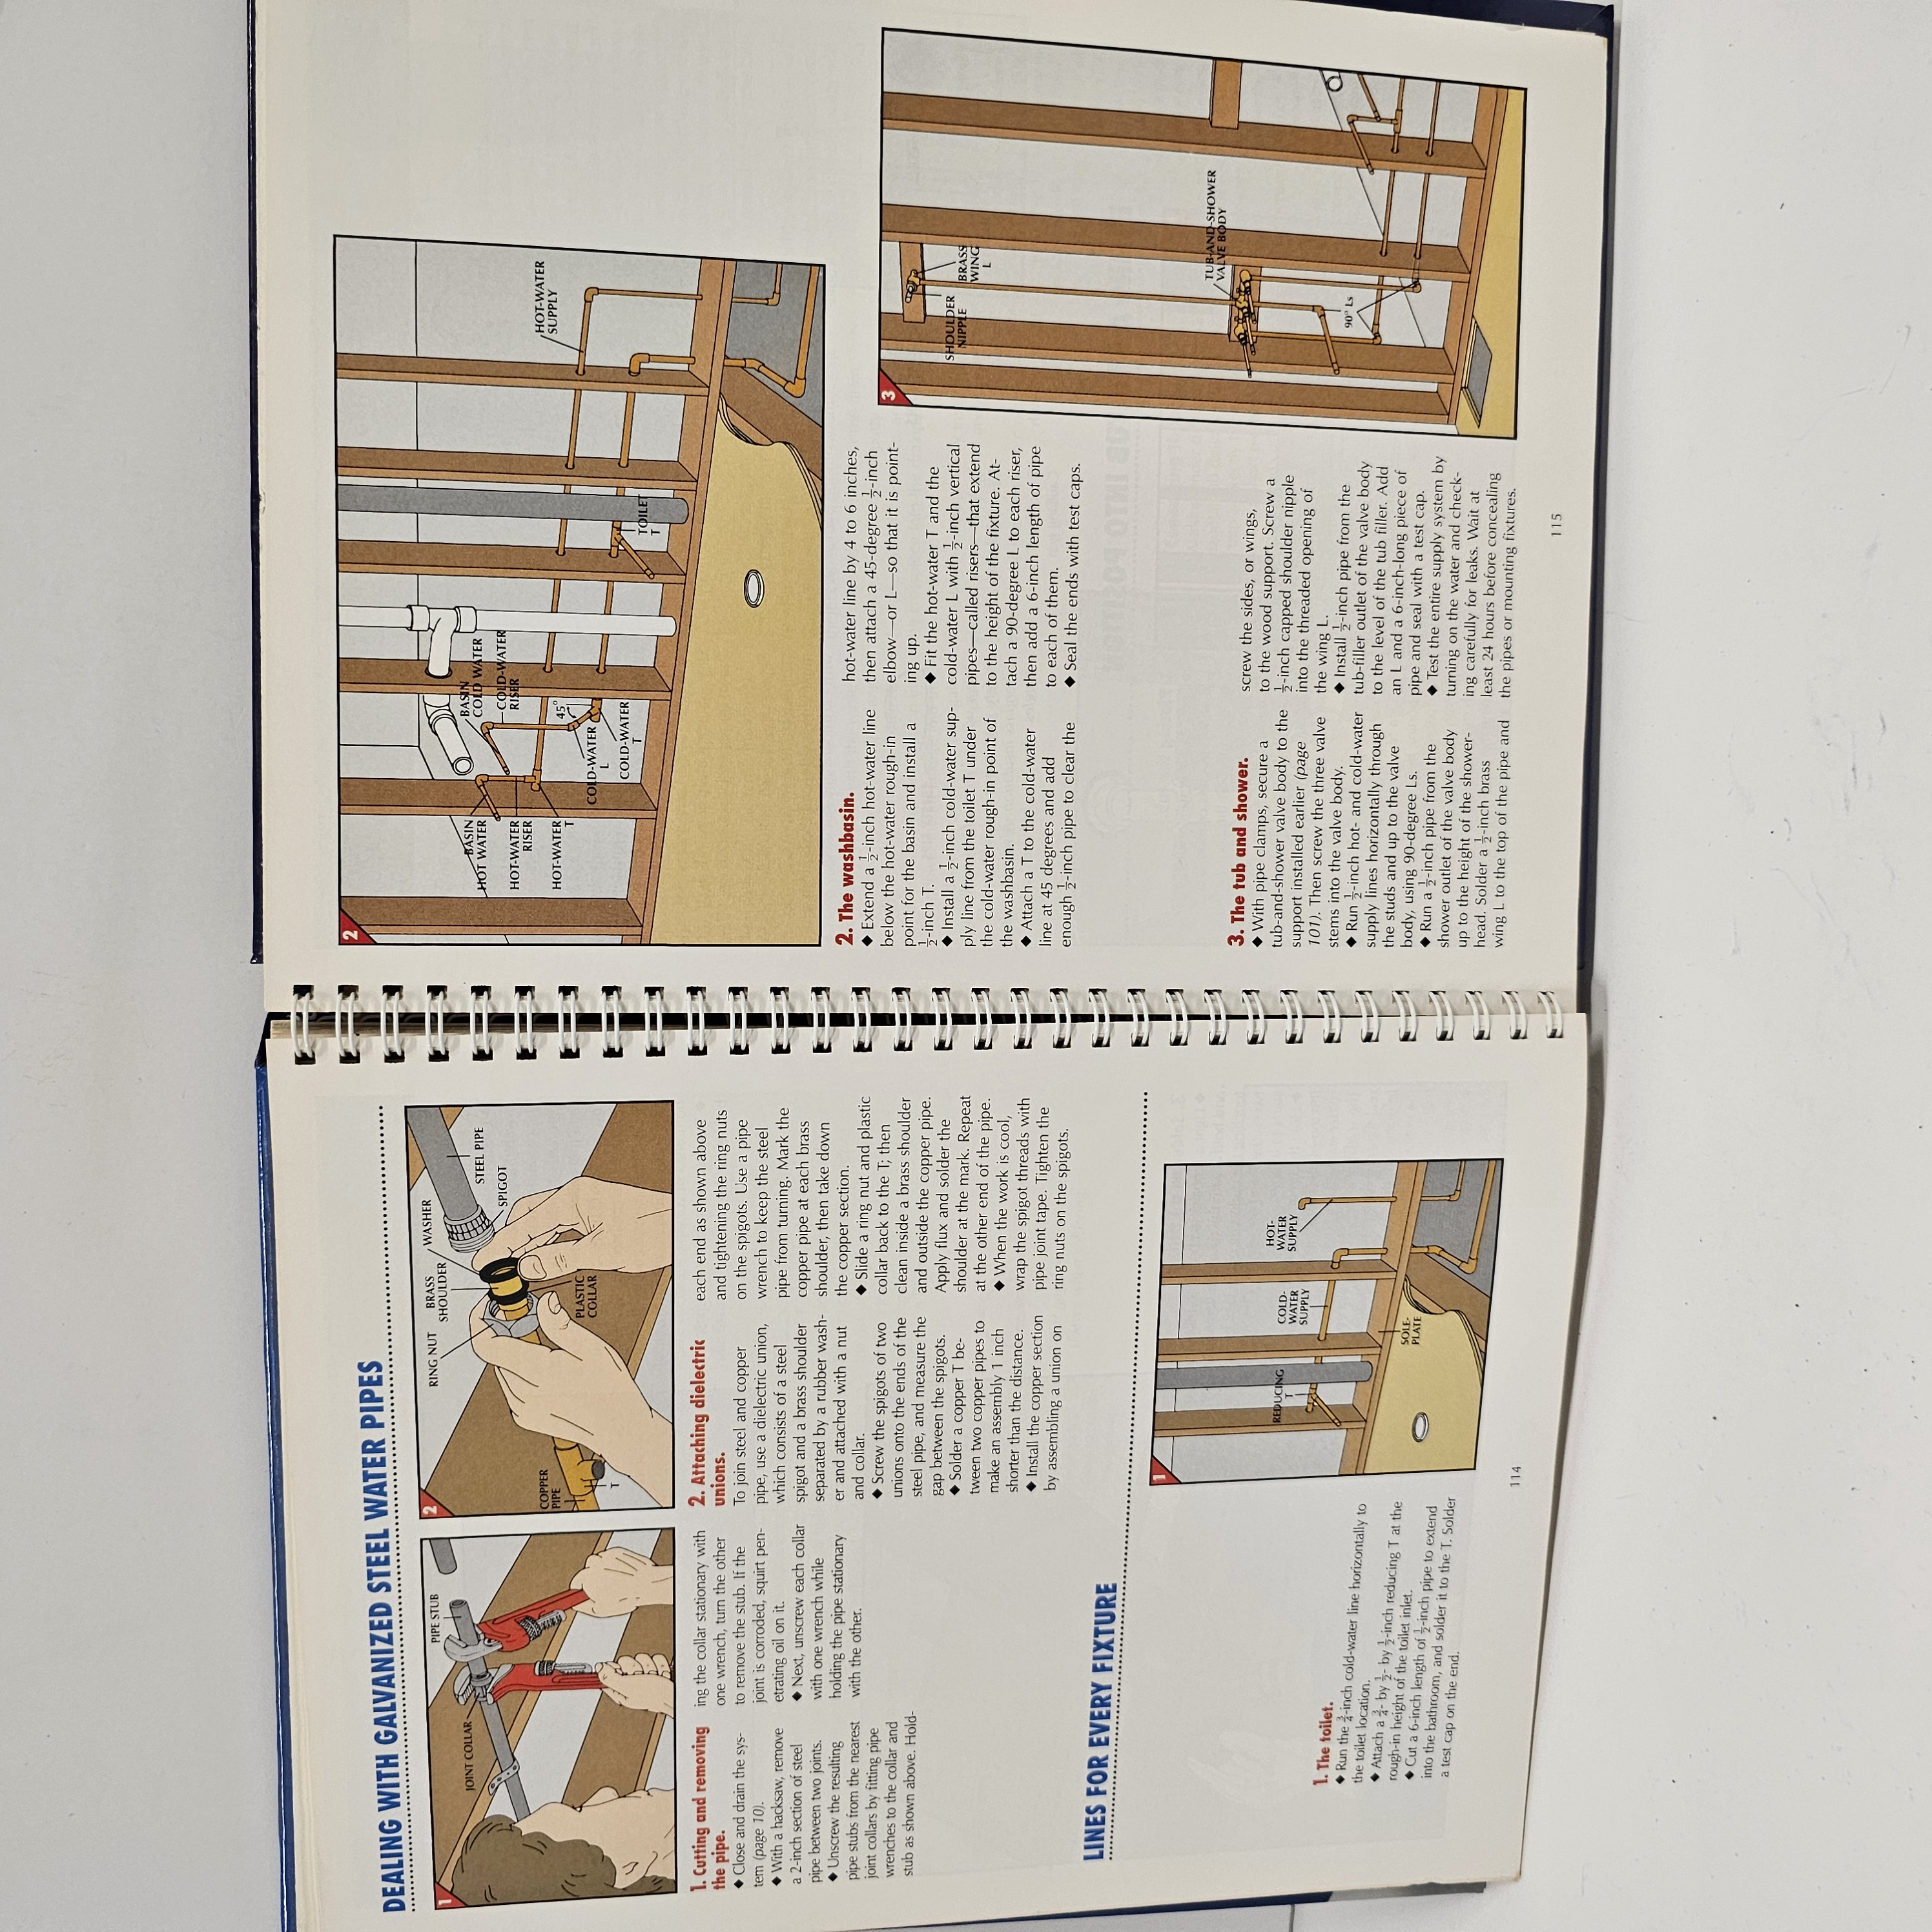 DEALING WITH GALVANIZED STEEL WATER PIPES
1
JOINT COLLAR
PIPE STUB
2
RING NUT
BRASS
SHOULDER
WASHER
STEEL PIPE
SPIGOT
COPPER
PIPE
T
PLASTIC
COLLAR
1. Cutting and removing
the pipe.
◆ Close and drain the sys-
tem (page 10).
◆ With a hacksaw, remove
a 2-inch section of steel
pipe between two joints.
◆ Unscrew the resulting
pipe stubs from the nearest
joint collars by fitting pipe
wrenches to the collar and
stub as shown above. Hold-
ing the collar stationary with
one wrench, turn the other
to remove the stub. If the
joint is corroded, squirt pen-
etrating oil on it.
◆ Next, unscrew each collar
with one wrench while
holding the pipe stationary
with the other.
2. Attaching dielectric
unions.
To join steel and copper
pipe, use a dielectric union,
which consists of a steel
spigot and a brass shoulder
separated by a rubber wash-
er and attached with a nut
and collar.
◆ Screw the spigots of two
unions onto the ends of the
steel pipe, and measure the
gap between the spigots.
◆ Solder a copper T be-
tween two copper pipes to
make an assembly 1 inch
shorter than the distance.
◆ Install the copper section
by assembling a union on
each end as shown above
and tightening the ring nuts
on the spigots. Use a pipe
wrench to keep the steel
pipe from turning. Mark the
copper pipe at each brass
shoulder, then take down
the copper section.
◆ Slide a ring nut and plastic
collar back to the T; then
clean inside a brass shoulder
and outside the copper pipe.
Apply flux and solder the
shoulder at the mark. Repeat
at the other end of the pipe.
◆ When the work is cool,
wrap the spigot threads with
pipe joint tape. Tighten the
ring nuts on the spigots.
LINES FOR EVERY FIXTURE
1. The toilet.
◆ Run the 3/4-inch cold-water line horizontally to
the toilet location.
◆ Attach a 3/4- by 1/2- by 1/2-inch reducing T at the
rough-in height of the toilet inlet.
◆ Cut a 6-inch length of 1/2-inch pipe to extend
into the bathroom, and solder it to the T. Solder
a test cap on the end.
1
REDUCING
T
COLD-
WATER
SUPPLY
HOT-
WATER
SUPPLY
SOLE-
PLATE
114
2
BASIN
HOT WATER
BASIN
COLD WATER
COLD-WATER
RISER
HOT-WATER
RISER
HOT-WATER
T
45°
COLD-WATER
L
COLD-WATER
T
TOILET
T
HOT-WATER
SUPPLY
2. The washbasin.
◆ Extend a 1/2-inch hot-water line
below the hot-water rough-in
point for the basin and install a
1/2-inch T.
◆ Install a 1/2-inch cold-water sup-
ply line from the toilet T under
the cold-water rough-in point of
the washbasin.
◆ Attach a T to the cold-water
line at 45 degrees and add
enough 1/2-inch pipe to clear the
hot-water line by 4 to 6 inches,
then attach a 45-degree 1/2-inch
elbow—or L—so that it is point-
ing up.
◆ Fit the hot-water T and the
cold-water L with 1/2-inch vertical
pipes—called risers—that extend
to the height of the fixture. At-
tach a 90-degree L to each riser,
then add a 6-inch length of pipe
to each of them.
◆ Seal the ends with test caps.
3. The tub and shower.
◆ With pipe clamps, secure a
tub-and-shower valve body to the
support installed earlier (page
101). Then screw the three valve
stems into the valve body.
◆ Run 1/2-inch hot- and cold-water
supply lines horizontally through
the studs and up to the valve
body, using 90-degree Ls.
◆ Run a 1/2-inch pipe from the
shower outlet of the valve body
up to the height of the shower-
head. Solder a 1/2-inch brass
wing L to the top of the pipe and
screw the sides, or wings,
to the wood support. Screw a
1/2-inch capped shoulder nipple
into the threaded opening of
the wing L.
◆ Install 1/2-inch pipe from the
tub-filler outlet of the valve body
to the level of the tub filler. Add
an L and a 6-inch-long piece of
pipe and seal with a test cap.
◆ Test the entire supply system by
turning on the water and check-
ing carefully for leaks. Wait at
least 24 hours before concealing
the pipes or mounting fixtures.
3
SHOULDER
NIPPLE
BRASS
WING
L
TUB-AND-SHOWER
VALVE BODY
90° Ls
115